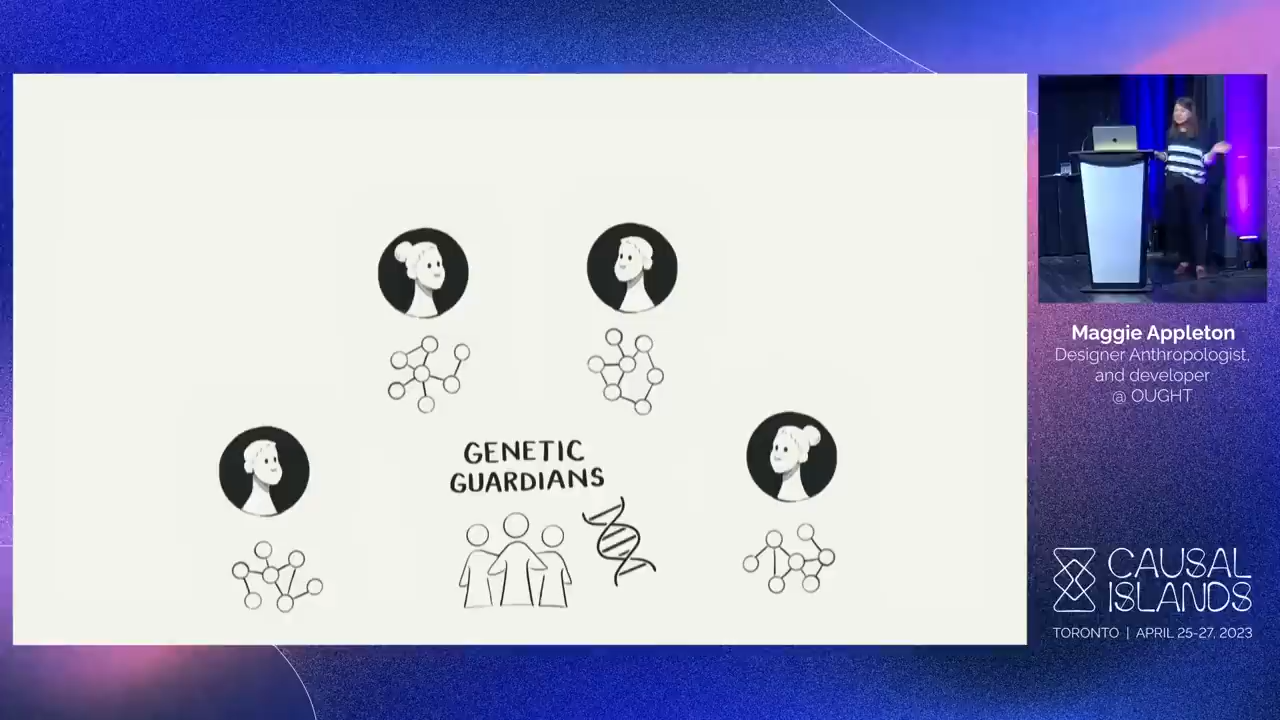 GENETIC
GUARDIANS
Maggie Appleton
Designer Anthropologist,
and developer
@ OUGHT
CAUSAL
ISLANDS
TORONTO | APRIL 25-27, 2023